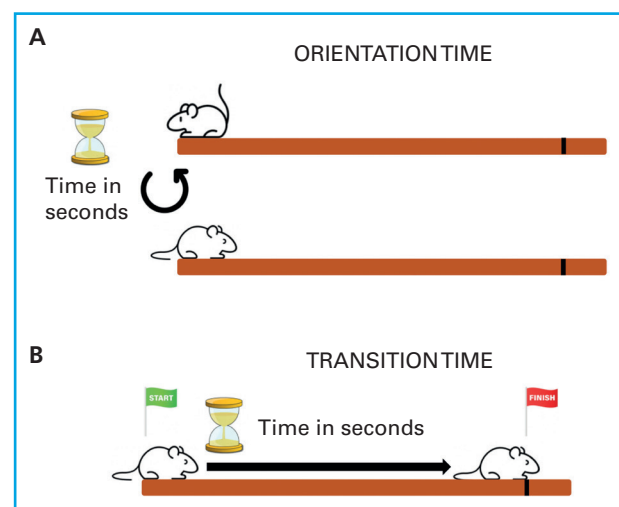 A
ORIENTATION TIME
Time in
seconds
B
TRANSITION TIME
START
FINISH
Time in seconds